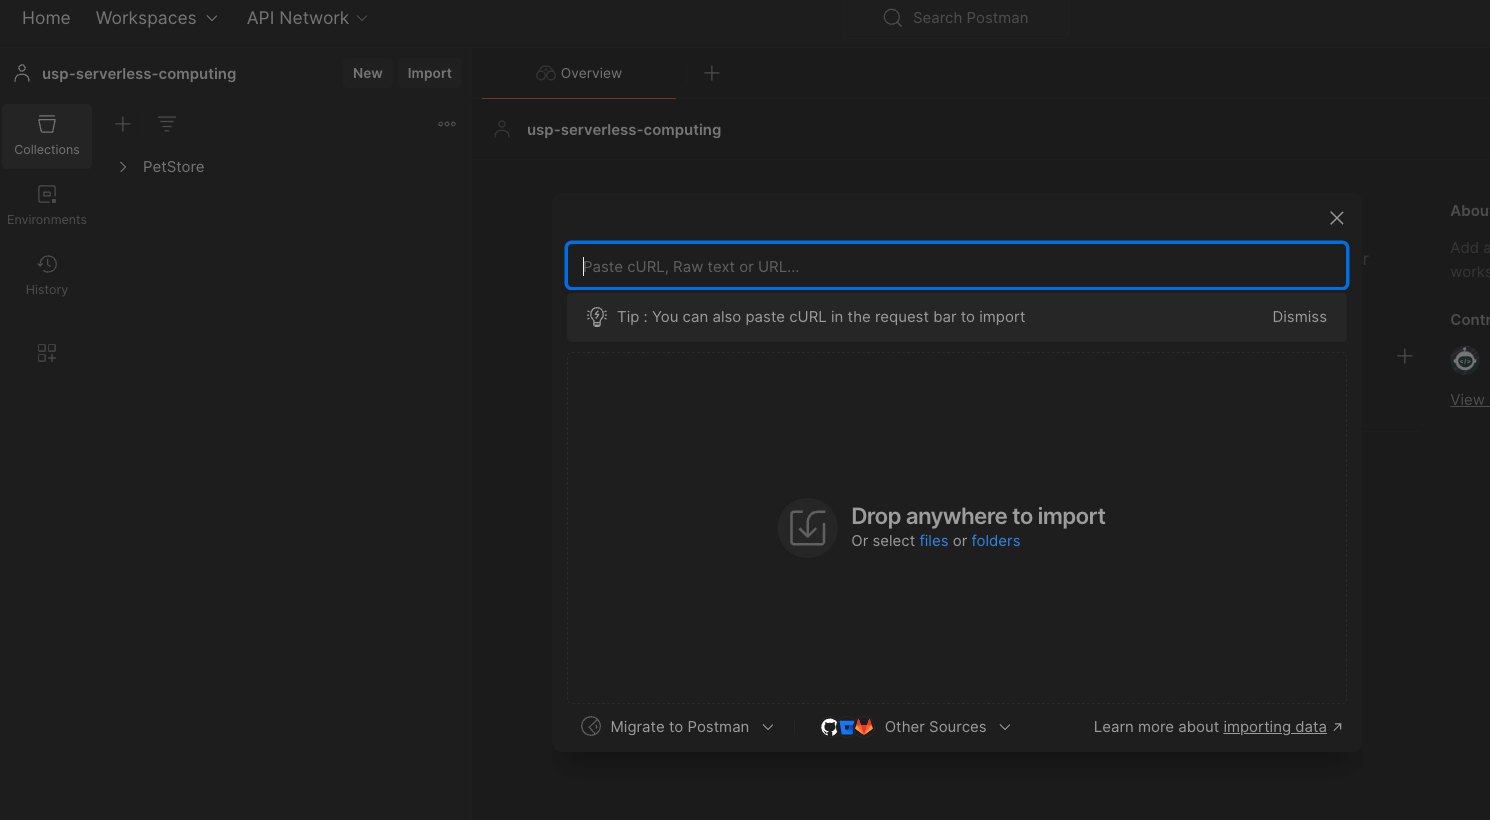 Home Workspaces API Network Search Postman
usp-serverless-computing New Import
Overview
Collections
usp-serverless-computing
PetStore
Environments
History
Paste cURL, Raw text or URL...
Tip : You can also paste cURL in the request bar to import Dismiss
Drop anywhere to import
Or select files or folders
Migrate to Postman Other Sources Learn more about importing data
Abou
Add a
works
Contr
View